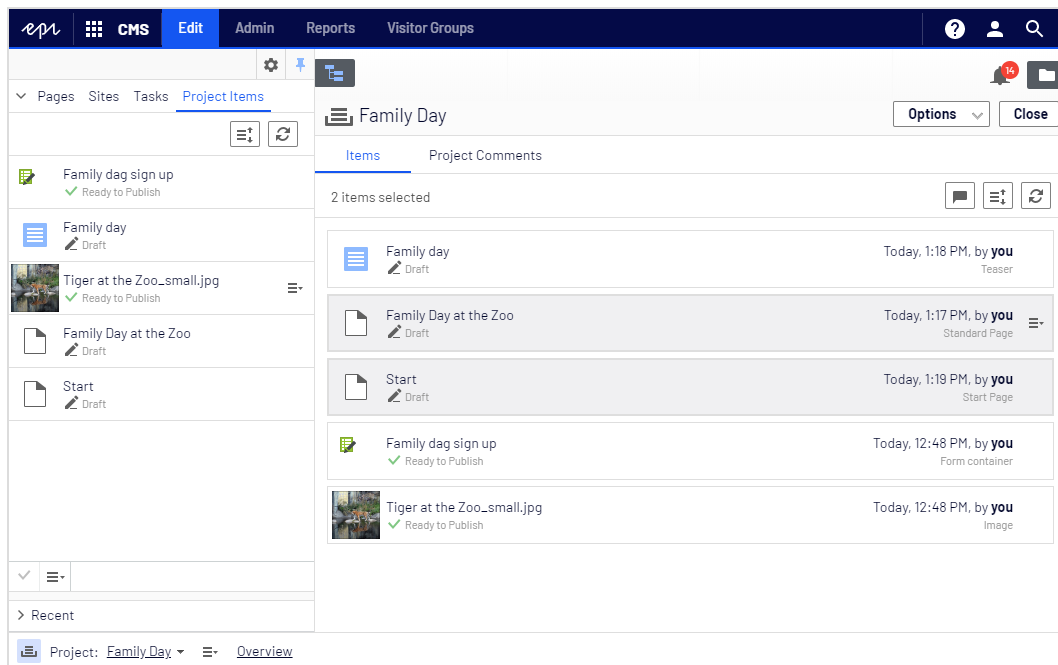 epi CMS Edit Admin Reports Visitor Groups ?
14
Pages Sites Tasks Project Items
Family Day
Options Close
Items Project Comments
2 items selected
Family dag sign up
Ready to Publish
Family day
Draft
Tiger at the Zoo_small.jpg
Ready to Publish
Family Day at the Zoo
Draft
Start
Draft
Family day Today, 1:18 PM, by you
Draft Teaser
Family Day at the Zoo Today, 1:17 PM, by you
Draft Standard Page
Start Today, 1:19 PM, by you
Draft Start Page
Family dag sign up Today, 12:48 PM, by you
Ready to Publish Form container
Tiger at the Zoo_small.jpg Today, 12:48 PM, by you
Ready to Publish Image
Recent
Project: Family Day Overview